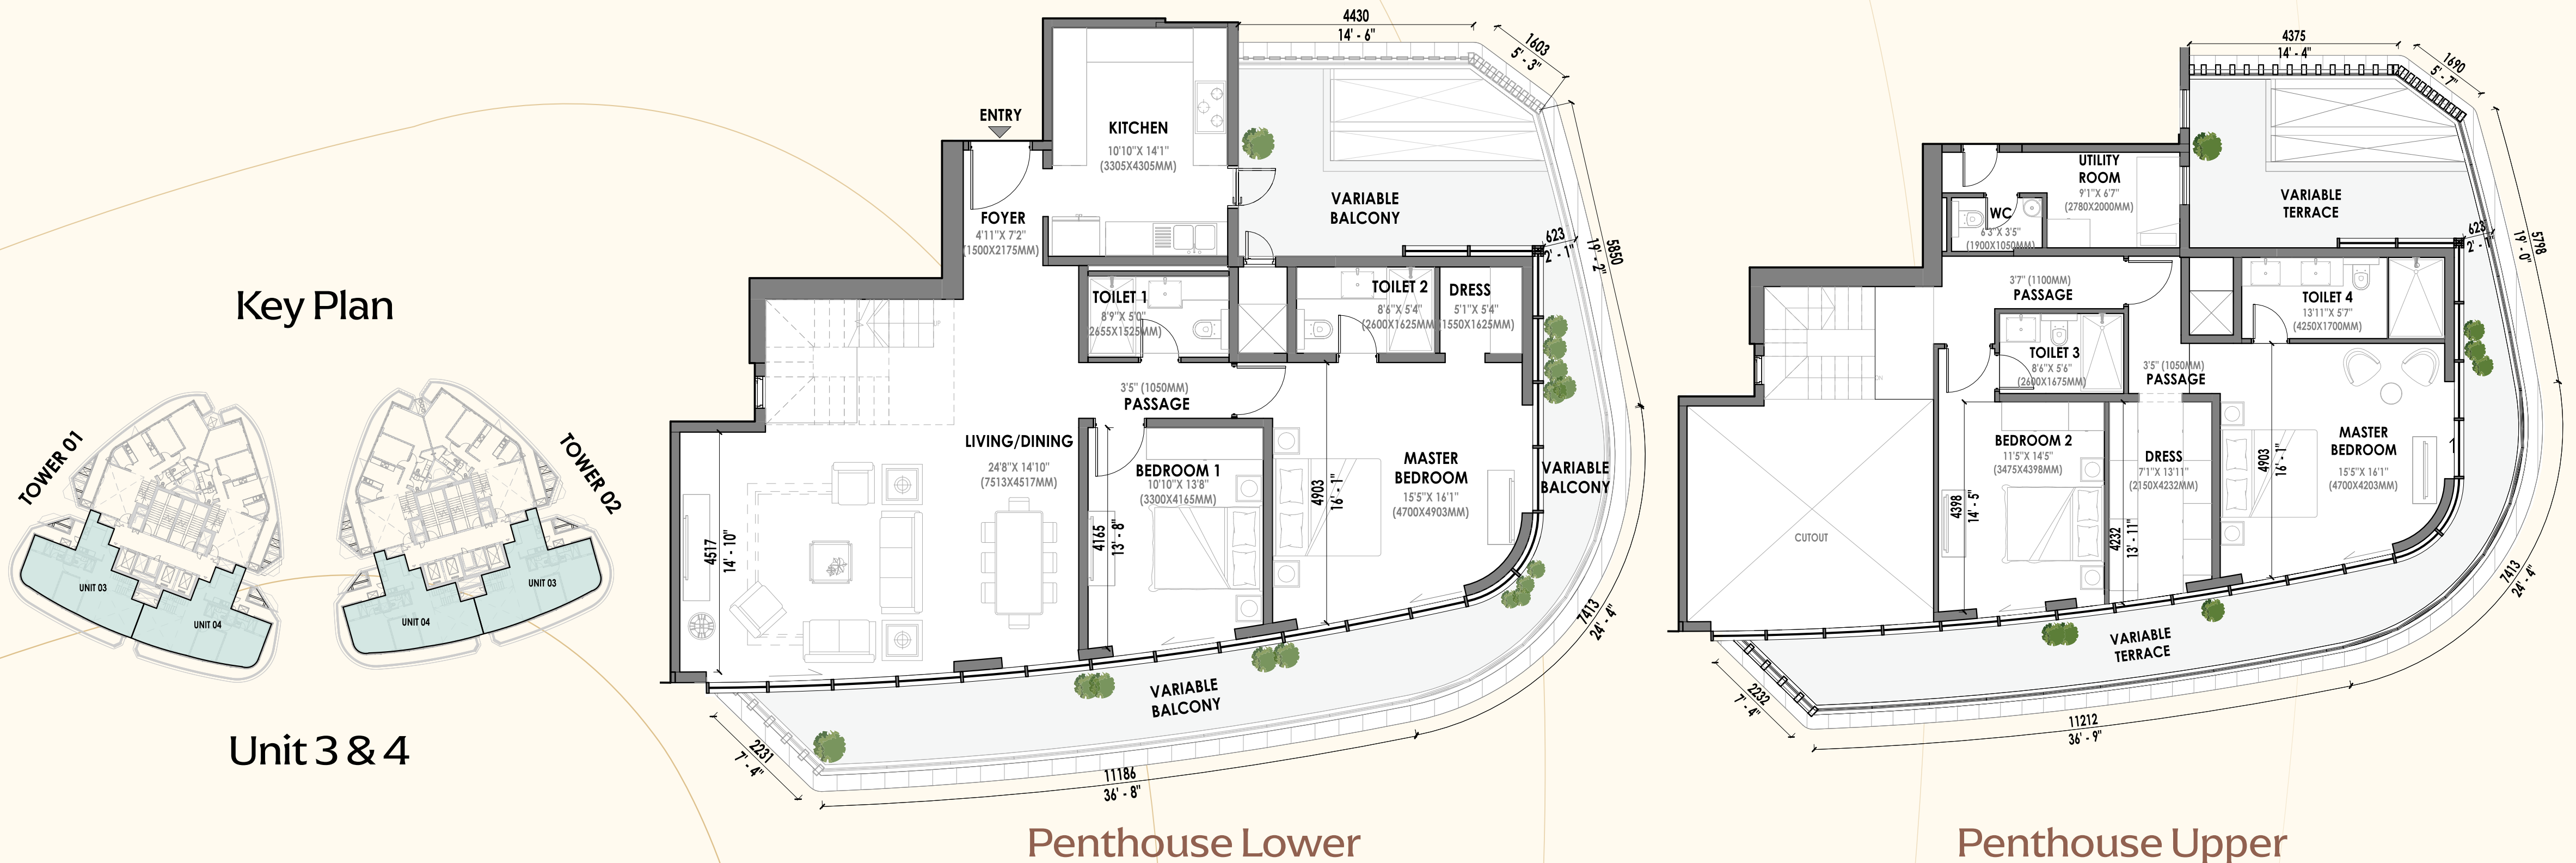 Key Plan
TOWER 01
TOWER 02
UNIT 03
UNIT 04
UNIT 04
UNIT 03
Unit 3 & 4
4430
14' - 6"
1603
5' - 3"
ENTRY
KITCHEN
10'10"X 14'1"
(3305X4305MM)
VARIABLE
BALCONY
FOYER
4'11"X 7'2"
(1500X2175MM)
623
2' - 1"
5850
19' - 2"
TOILET 1
8'9"X 5'0"
2655X1525MM)
TOILET 2
8'6"X 5'4"
(2600X1625MM)
DRESS
5'1"X 5'4"
(1550X1625MM)
3'5" (1050MM)
PASSAGE
LIVING/DINING
24'8"X 14'10"
(7513X4517MM)
BEDROOM 1
10'10"X 13'8"
(3300X4165MM)
MASTER
BEDROOM
15'5"X 16'1"
(4700X4903MM)
VARIABLE
BALCONY
4517
14' - 10"
4165
13' - 8"
4903
16' - 1"
7413
24' - 4"
VARIABLE
BALCONY
2231
7' - 4"
11186
36' - 8"
Penthouse Lower
4375
14' - 4"
1690
5' - 7"
UTILITY
ROOM
9'1"X 6'7"
(2780X2000MM)
WC
6'3"X 3'5"
(1900X1050MM)
VARIABLE
TERRACE
623
2' - 1"
5798
19' - 0"
3'7" (1100MM)
PASSAGE
TOILET 4
13'11"X 5'7"
(4250X1700MM)
TOILET 3
8'6"X 5'6"
(2600X1675MM)
3'5" (1050MM)
PASSAGE
BEDROOM 2
11'5"X 14'5"
(3475X4398MM)
DRESS
7'1"X 13'11"
(2150X4232MM)
MASTER
BEDROOM
15'5"X 16'1"
(4700X4203MM)
CUTOUT
4398
14' - 5"
4232
13' - 11"
4903
16' - 1"
7413
24' - 4"
VARIABLE
TERRACE
2232
7' - 4"
11212
36' - 9"
Penthouse Upper